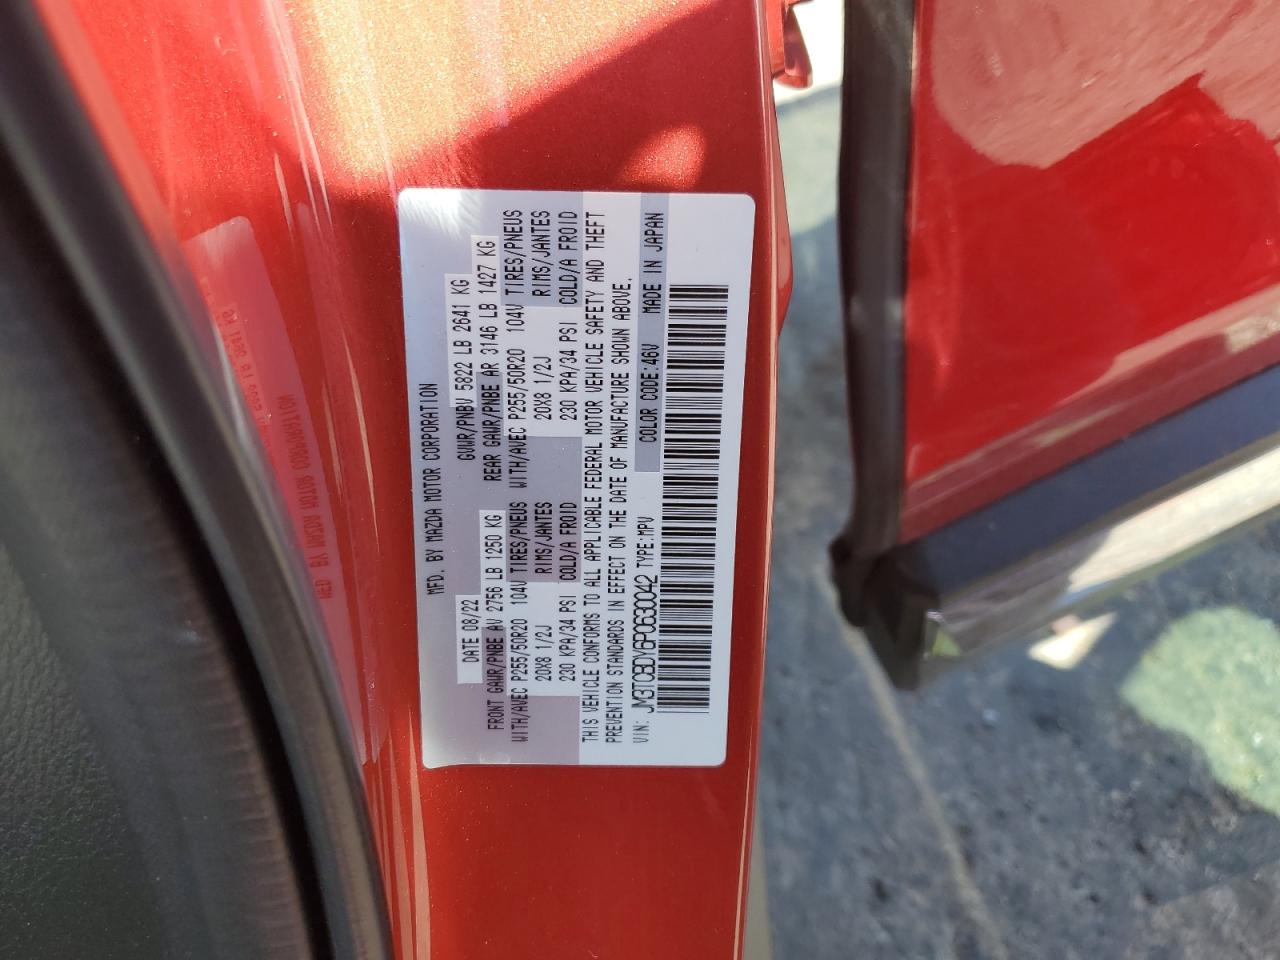 MFD. BY MAZDA MOTOR CORPORATION
DATE 08/22 GVWR/PNBV 5822 LB 2641 KG
FRONT GAWR/PNBE AV 2756 LB 1250 KG REAR GAWR/PNBE AR 3146 LB 1427 KG
WITH/AVEC P255/50R20 104V TIRES/PNEUS WITH/AVEC P255/50R20 104V TIRES/PNEUS
20X8 1/2J RIMS/JANTES 20X8 1/2J RIMS/JANTES
230 KPA/34 PSI COLD/A FROID 230 KPA/34 PSI COLD/A FROID
THIS VEHICLE CONFORMS TO ALL APPLICABLE FEDERAL MOTOR VEHICLE SAFETY AND THEFT
PREVENTION STANDARDS IN EFFECT ON THE DATE OF MANUFACTURE SHOWN ABOVE.
VIN: JM3TCBDY6P0630042 TYPE:MPV COLOR CODE:46V MADE IN JAPAN